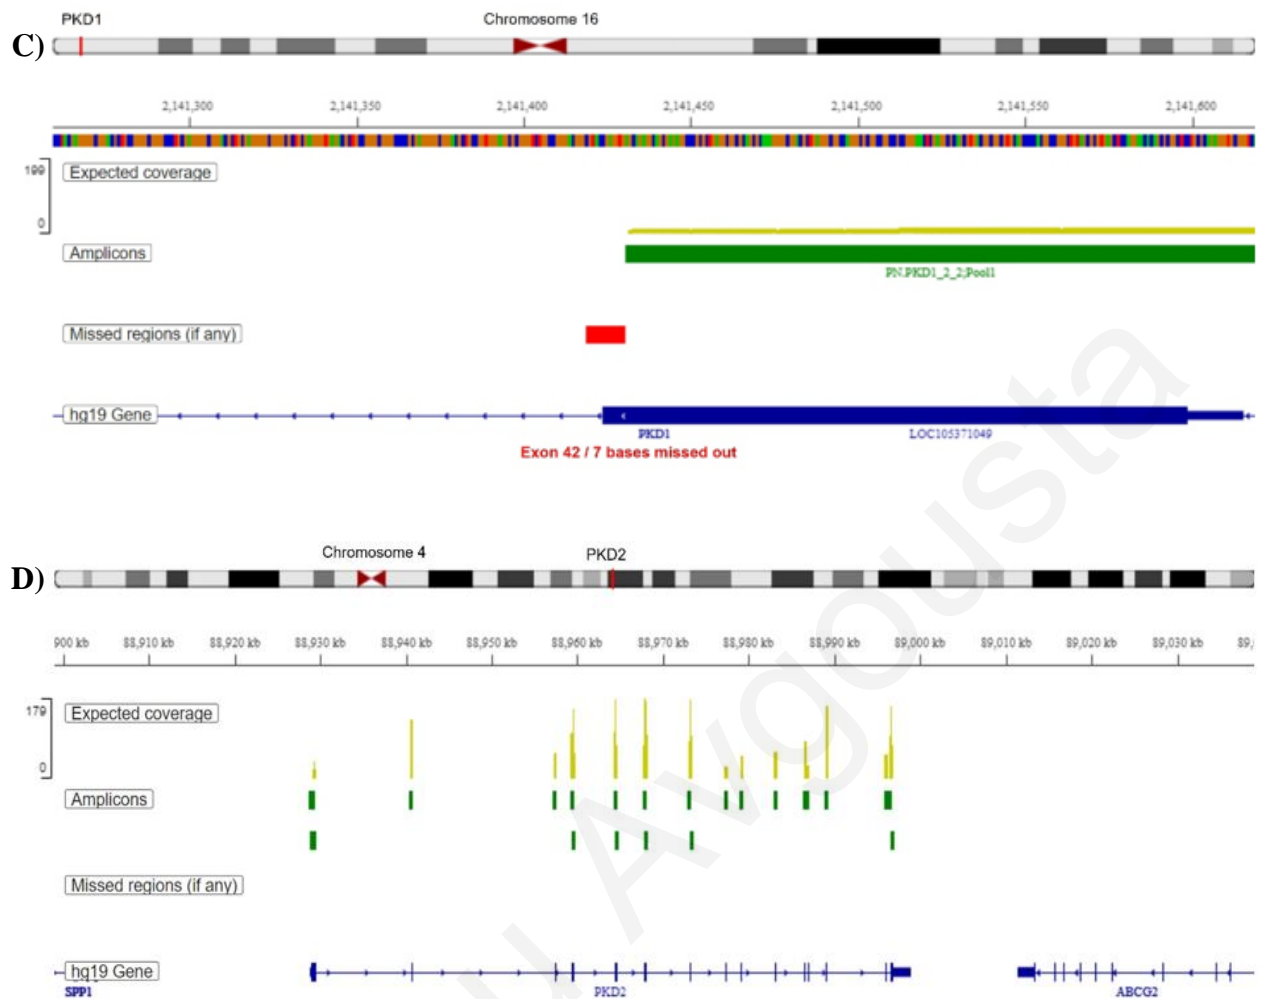 PKD1
Chromosome 16
C)
2,141,300 2,141,350 2,141,400 2,141,450 2,141,500 2,141,550 2,141,600
199
Expected coverage
0
Amplicons
PN.PKD1_2_2;Pool1
Missed regions (if any)
hg19 Gene
PKD1 LOC105371049
Exon 42 / 7 bases missed out
Chromosome 4
PKD2
D)
900 kb 88,910 kb 88,920 kb 88,930 kb 88,940 kb 88,950 kb 88,960 kb 88,970 kb 88,980 kb 88,990 kb 89,000 kb 89,010 kb 89,020 kb 89,030 kb 89,
179
Expected coverage
0
Amplicons
Missed regions (if any)
hg19 Gene
SPP1 PKD2 ABCG2
u Avgousta